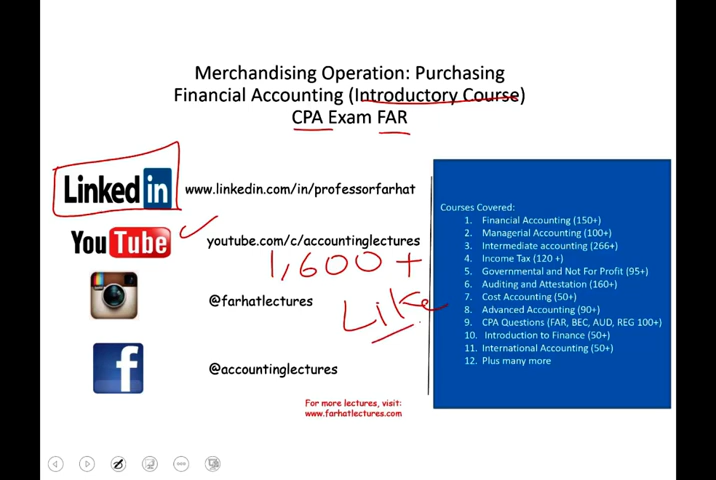 Merchandising Operation: Purchasing
Financial Accounting (Introductory Course)
CPA Exam FAR
Linked in
www.linkedin.com/in/professorfarhat
You Tube
youtube.com/c/accountinglectures
1,600 +
@farhatlectures
Like
@accountinglectures
For more lectures, visit:
www.farhatlectures.com
Courses Covered:
1. Financial Accounting (150+)
2. Managerial Accounting (100+)
3. Intermediate accounting (266+)
4. Income Tax (120 +)
5. Governmental and Not For Profit (95+)
6. Auditing and Attestation (160+)
7. Cost Accounting (50+)
8. Advanced Accounting (90+)
9. CPA Questions (FAR, BEC, AUD, REG 100+)
10. Introduction to Finance (50+)
11. International Accounting (50+)
12. Plus many more